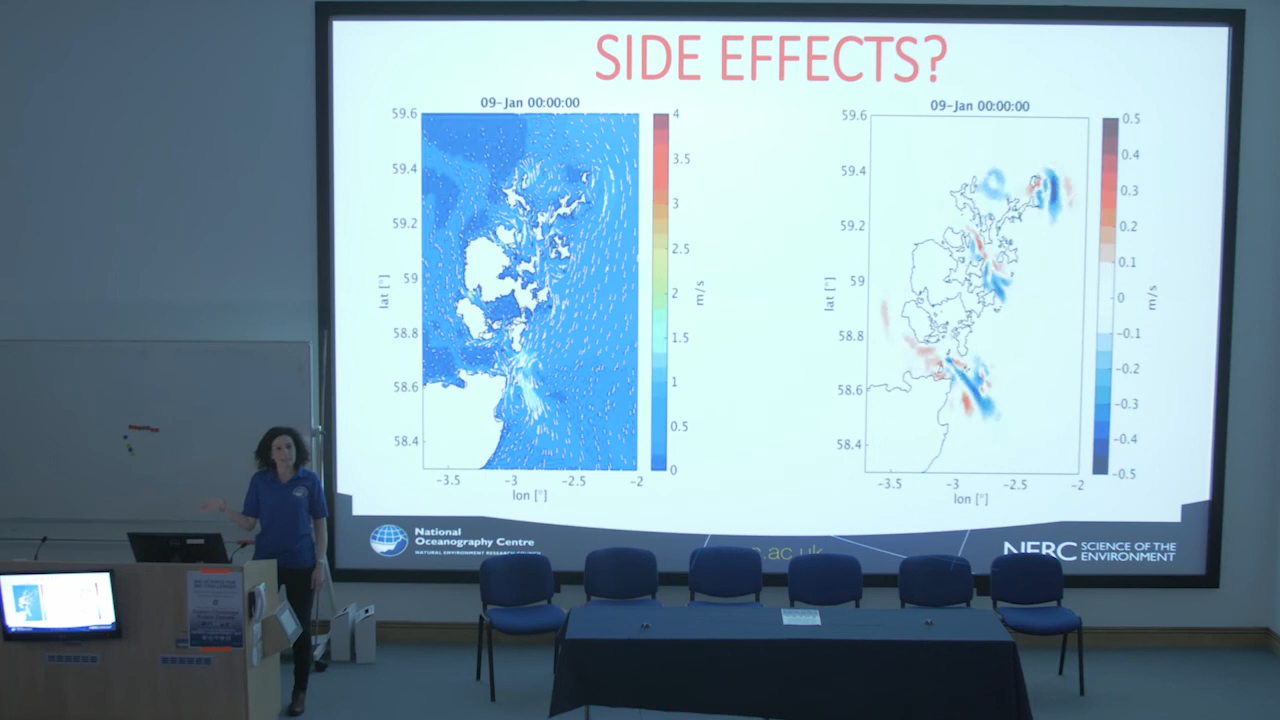 SIDE EFFECTS?
09-Jan 00:00:00
59.6
59.4
59.2
59
58.8
58.6
58.4
lat [°]
-3.5
-3
-2.5
-2
lon [°]
4
3.5
3
2.5
2
1.5
1
0.5
0
m/s
09-Jan 00:00:00
59.6
59.4
59.2
59
58.8
58.6
58.4
lat [°]
-3.5
-3
-2.5
-2
lon [°]
0.5
0.4
0.3
0.2
0.1
0
-0.1
-0.2
-0.3
-0.4
-0.5
m/s
National
Oceanography Centre
NATURAL ENVIRONMENT RESEARCH
.ac.uk
NERC SCIENCE OF THE
ENVIRONMENT